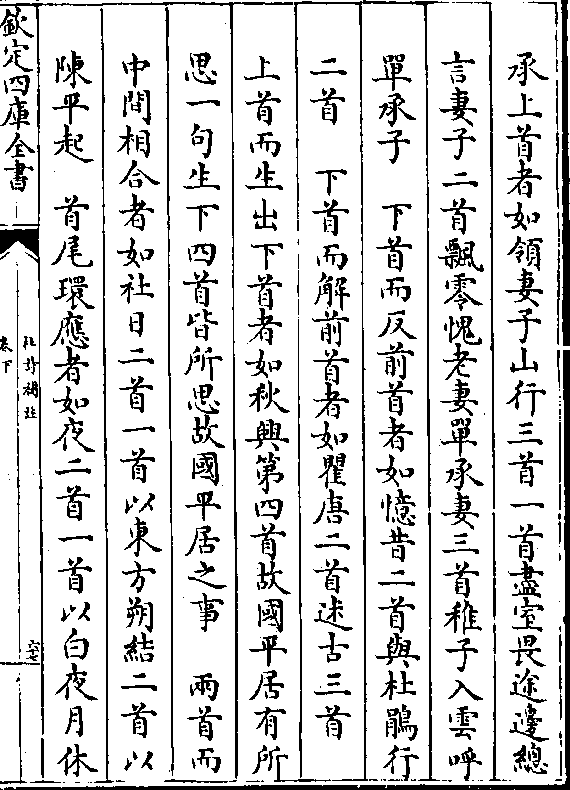 承上首者如領妻子山行三首一首盡室畏途邊總
言妻子二首飄零愧老妻單承妻三首稚子入雲呼
單承子　下首而反前首者如憶昔二首與杜鵑行
二首　下首而解前首者如瞿唐二首述古三首
上首而生出下首者如秋興第四首故國平居有所
思一句生下四首皆所思故國平居之事　兩首而
中間相合者如社日二首一首以東方朔結二首以
陳平起　首尾環應者如夜二首一首以白夜月休
欽定四庫全書
卷下